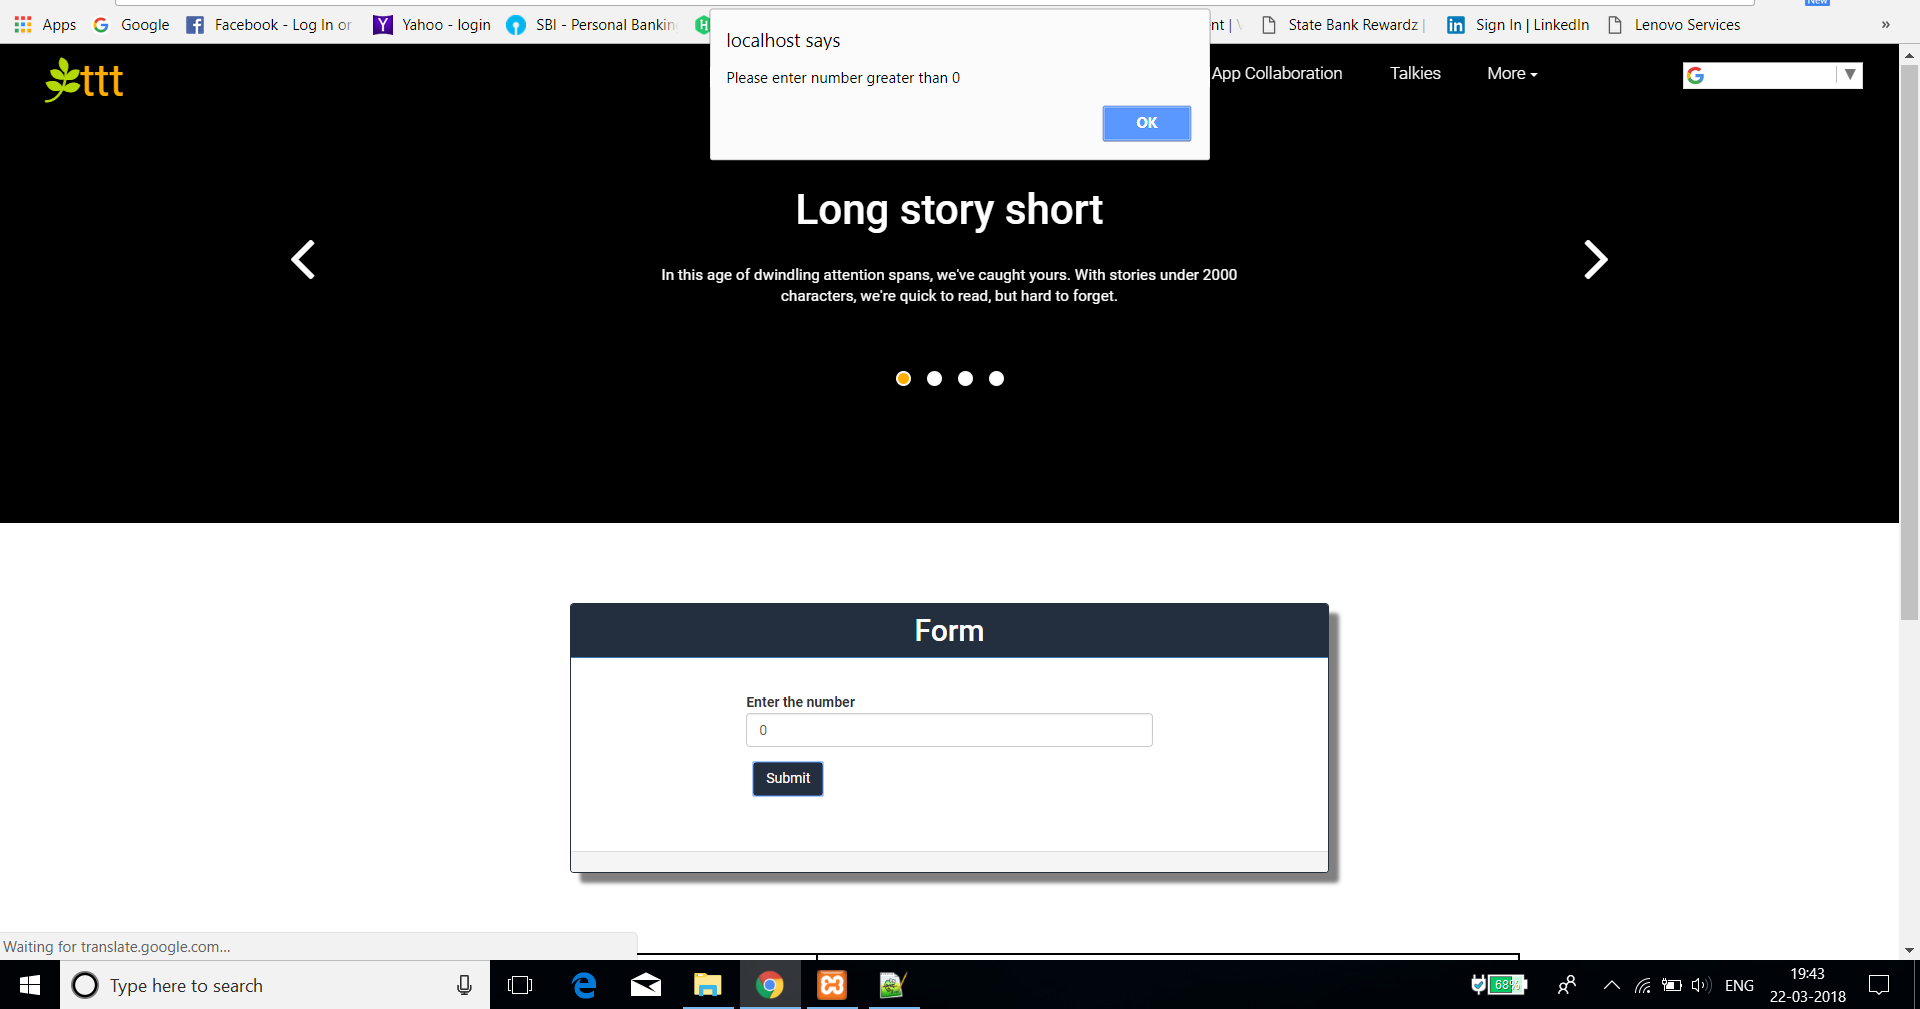 New
Apps Google Facebook - Log In or Yahoo - login SBI - Personal Bankin nt | State Bank Rewardz | Sign In | LinkedIn Lenovo Services »
localhost says
Please enter number greater than 0
OK
ttt
App Collaboration Talkies More
Long story short
In this age of dwindling attention spans, we've caught yours. With stories under 2000
characters, we're quick to read, but hard to forget.
Form
Enter the number
0
Submit
Waiting for translate.google.com...
Type here to search
68%
ENG
19:43
22-03-2018